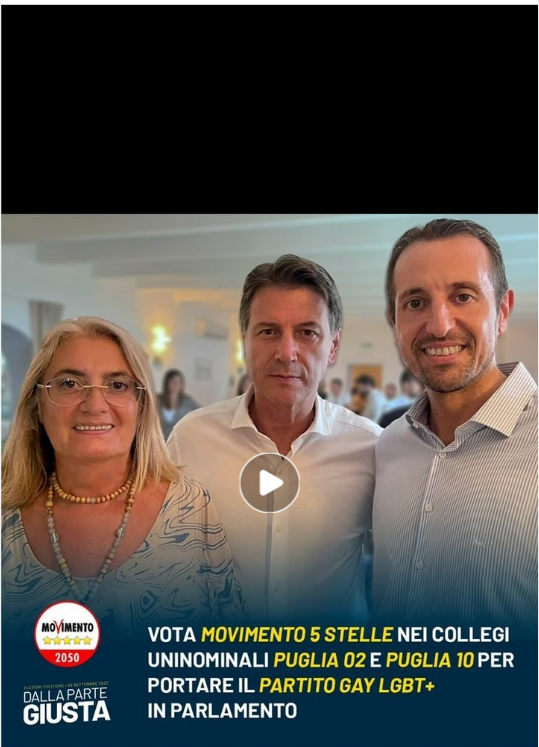 MOVIMENTO
2050
ELEZIONI POLITICHE • 25 SETTEMBRE 2022
DALLA PARTE
GIUSTA
VOTA MOVIMENTO 5 STELLE NEI COLLEGI
UNINOMINALI PUGLIA 02 E PUGLIA 10 PER
PORTARE IL PARTITO GAY LGBT+
IN PARLAMENTO